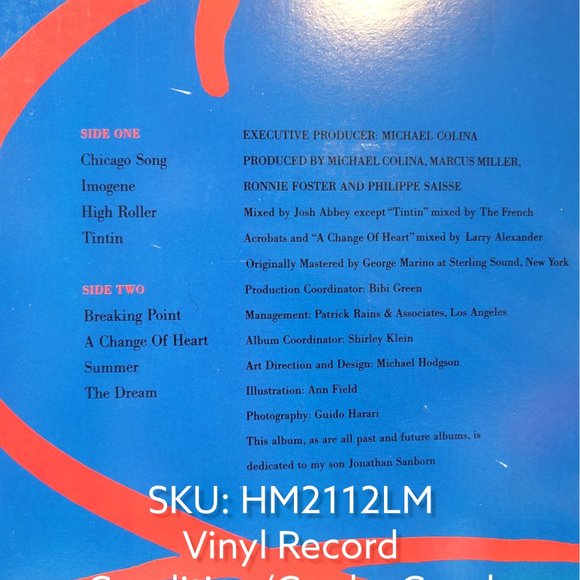 SIDE ONE
Chicago Song
Imogene
High Roller
Tintin
SIDE TWO
Breaking Point
A Change Of Heart
Summer
The Dream
EXECUTIVE PRODUCER: MICHAEL COLINA
PRODUCED BY MICHAEL COLINA, MARCUS MILLER,
RONNIE FOSTER AND PHILIPPE SAISSE
Mixed by Josh Abbey except "Tintin" mixed by The French
Acrobats and "A Change Of Heart" mixed by Larry Alexander
Originally Mastered by George Marino at Sterling Sound, New York
Production Coordinator: Bibi Green
Management: Patrick Rains & Associates, Los Angeles
Album Coordinator: Shirley Klein
Art Direction and Design: Michael Hodgson
Illustration: Ann Field
Photography: Guido Harari
This album, as are all past and future albums, is
dedicated to my son Jonathan Sanborn
SKU: HM2112LM
Vinyl Record